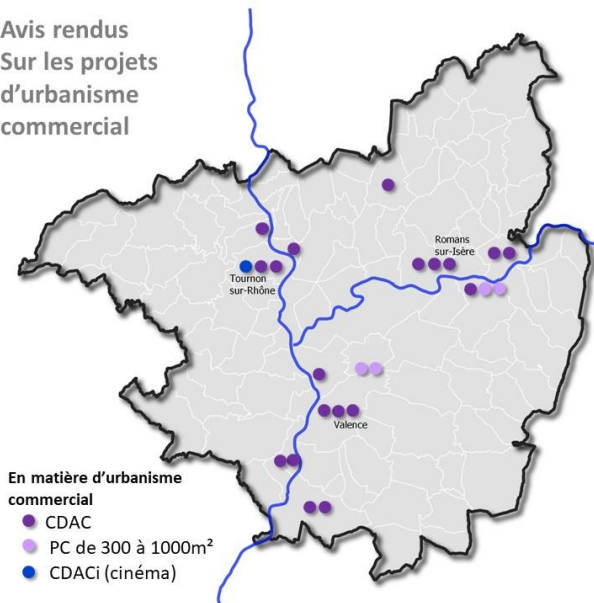 Avis rendus
Sur les projets
d’urbanisme
commercial
Romans
sur-Isère
Tournon
sur-Rhône
Valence
En matière d’urbanisme
commercial
CDAC
PC de 300 à 1000m²
CDACi (cinéma)